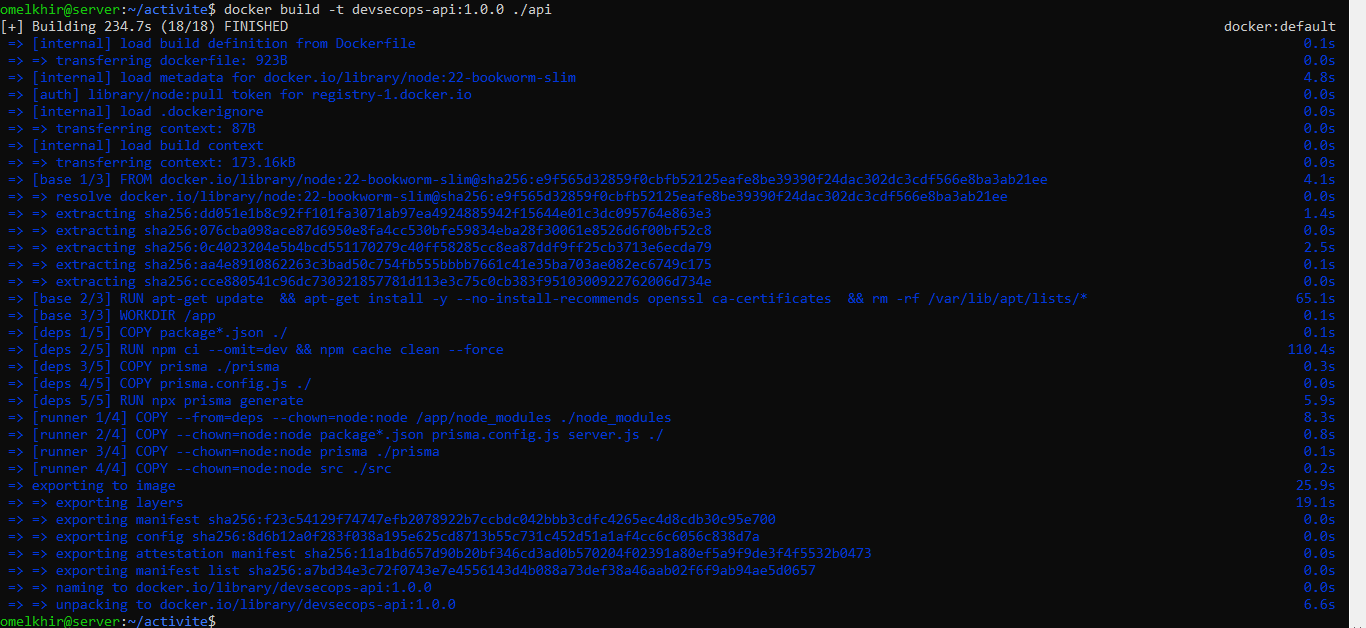 omelkhir@server:~/activite$ docker build -t devsecops-api:1.0.0 ./api
[+] Building 234.7s (18/18) FINISHED docker:default
=> [internal] load build definition from Dockerfile 0.1s
=> => transferring dockerfile: 923B 0.0s
=> [internal] load metadata for docker.io/library/node:22-bookworm-slim 4.8s
=> [auth] library/node:pull token for registry-1.docker.io 0.0s
=> [internal] load .dockerignore 0.0s
=> => transferring context: 87B 0.0s
=> [internal] load build context 0.0s
=> => transferring context: 173.16kB 0.0s
=> [base 1/3] FROM docker.io/library/node:22-bookworm-slim@sha256:e9f565d32859f0cbfb52125eafe8be39390f24dac302dc3cdf566e8ba3ab21ee 4.1s
=> => resolve docker.io/library/node:22-bookworm-slim@sha256:e9f565d32859f0cbfb52125eafe8be39390f24dac302dc3cdf566e8ba3ab21ee 0.0s
=> => extracting sha256:dd051e1b8c92ff101fa3071ab97ea4924885942f15644e01c3dc095764e863e3 1.4s
=> => extracting sha256:076cba098ace87d6950e8fa4cc530bfe59834eba28f30061e8526d6f00bf52c8 0.0s
=> => extracting sha256:0c4023204e5b4bcd551170279c40ff58285cc8ea87ddf9ff25cb3713e6ecda79 2.5s
=> => extracting sha256:aa4e8910862263c3bad50c754fb555bbbb7661c41e35ba703ae082ec6749c175 0.1s
=> => extracting sha256:cce880541c96dc730321857781d113e3c75c0cb383f9510300922762006d734e 0.0s
=> [base 2/3] RUN apt-get update  && apt-get install -y --no-install-recommends openssl ca-certificates  && rm -rf /var/lib/apt/lists/* 65.1s
=> [base 3/3] WORKDIR /app 0.1s
=> [deps 1/5] COPY package*.json ./ 0.1s
=> [deps 2/5] RUN npm ci --omit=dev && npm cache clean --force 110.4s
=> [deps 3/5] COPY prisma ./prisma 0.3s
=> [deps 4/5] COPY prisma.config.js ./ 0.0s
=> [deps 5/5] RUN npx prisma generate 5.9s
=> [runner 1/4] COPY --from=deps --chown=node:node /app/node_modules ./node_modules 8.3s
=> [runner 2/4] COPY --chown=node:node package*.json prisma.config.js server.js ./ 0.8s
=> [runner 3/4] COPY --chown=node:node prisma ./prisma 0.1s
=> [runner 4/4] COPY --chown=node:node src ./src 0.2s
=> exporting to image 25.9s
=> => exporting layers 19.1s
=> => exporting manifest sha256:f23c54129f74747efb2078922b7ccbdc042bbb3cdfc4265ec4d8cdb30c95e700 0.0s
=> => exporting config sha256:8d6b12a0f283f038a195e625cd8713b55c731c452d51a1af4cc6c6056c838d7a 0.0s
=> => exporting attestation manifest sha256:11a1bd657d90b20bf346cd3ad0b570204f02391a80ef5a9f9de3f4f5532b0473 0.0s
=> => exporting manifest list sha256:a7bd34e3c72f0743e7e4556143d4b088a73def38a46aab02f6f9ab94ae5d0657 0.0s
=> => naming to docker.io/library/devsecops-api:1.0.0 0.0s
=> => unpacking to docker.io/library/devsecops-api:1.0.0 6.6s
omelkhir@server:~/activite$